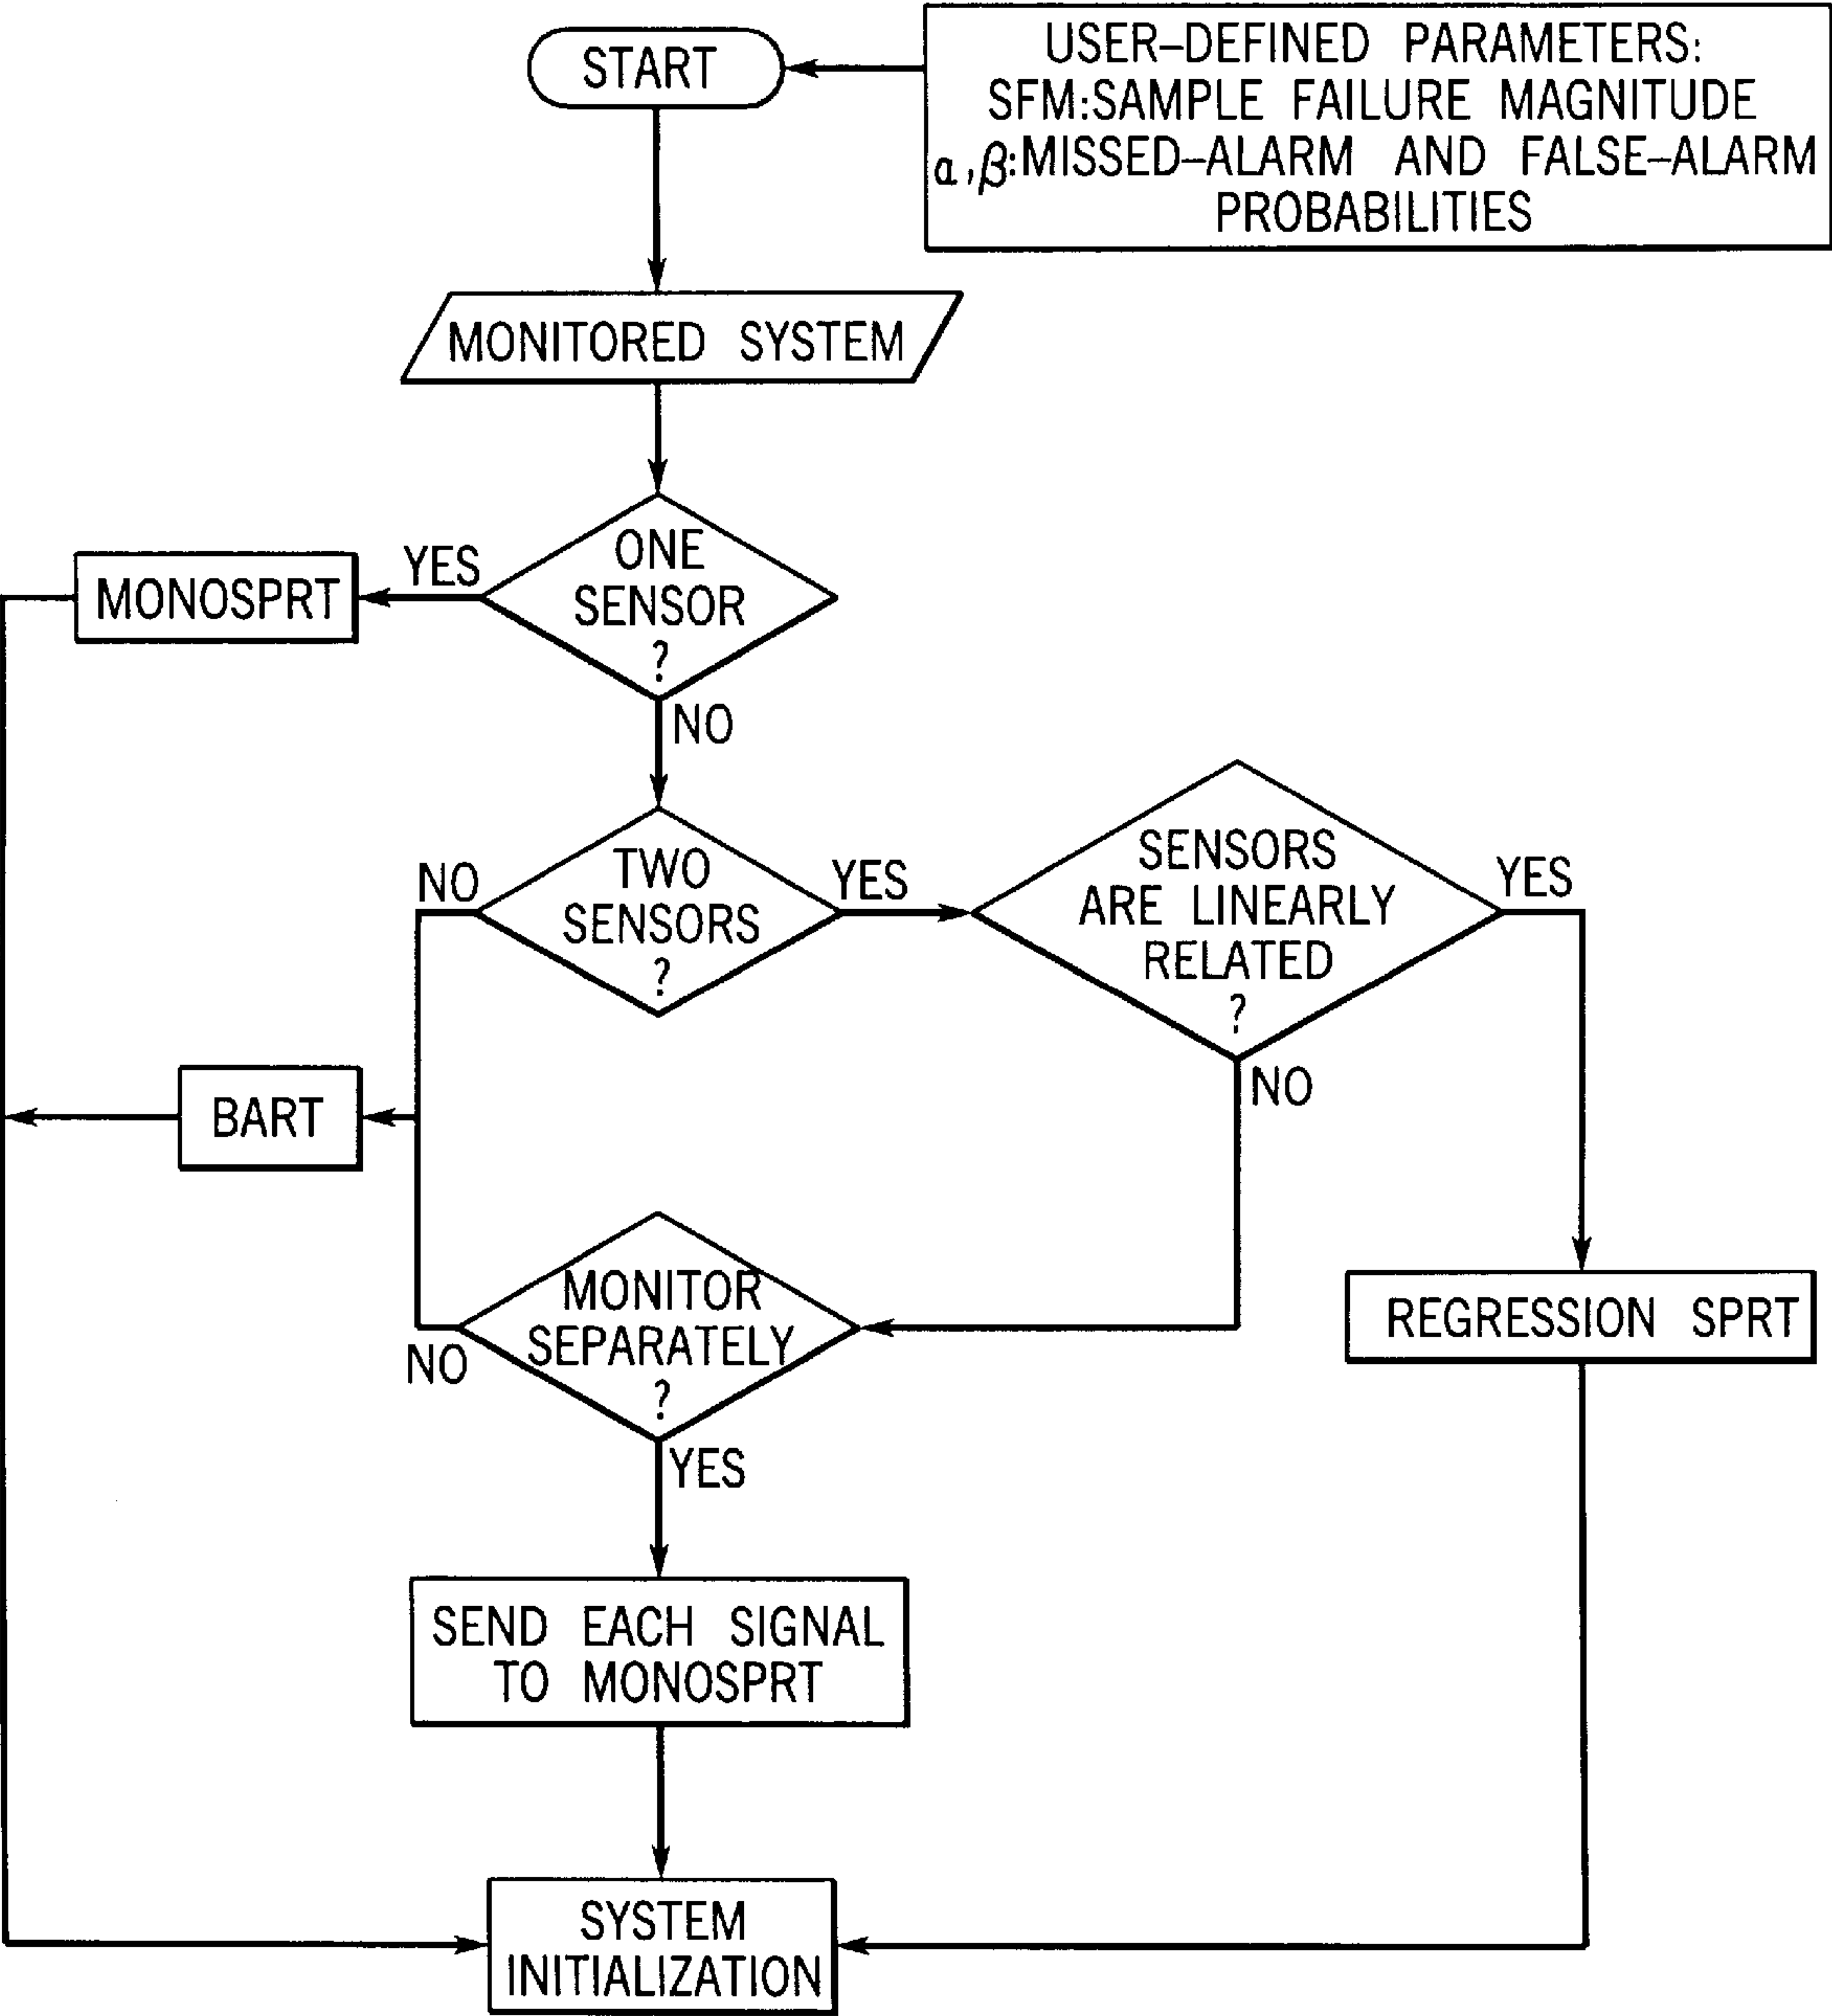 START
USER-DEFINED PARAMETERS:
SFM:SAMPLE FAILURE MAGNITUDE
α,β:MISSED-ALARM AND FALSE-ALARM
PROBABILITIES
MONITORED SYSTEM
ONE
SENSOR
?
YES
MONOSPRT
NO
TWO
SENSORS
?
NO
YES
SENSORS
ARE LINEARLY
RELATED
?
YES
NO
BART
MONITOR
SEPARATELY
?
NO
YES
REGRESSION SPRT
SEND EACH SIGNAL
TO MONOSPRT
SYSTEM
INITIALIZATION